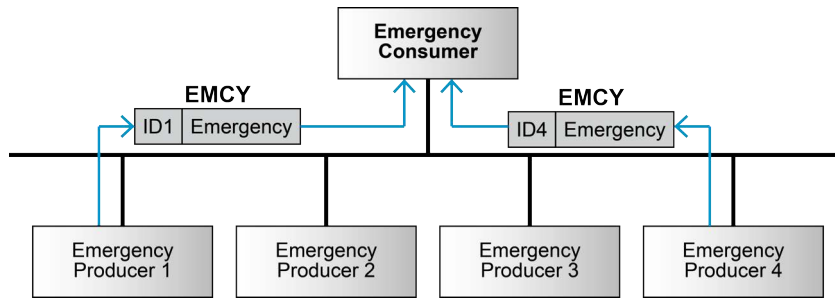 Emergency
Consumer
EMCY
ID1 Emergency
EMCY
ID4 Emergency
Emergency
Producer 1
Emergency
Producer 2
Emergency
Producer 3
Emergency
Producer 4